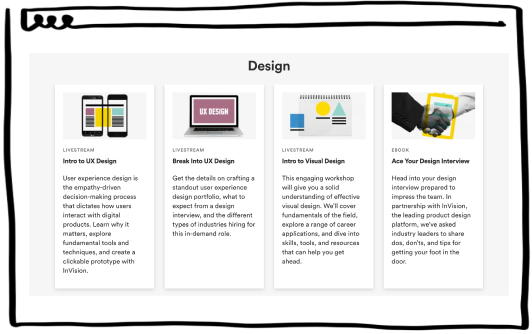 Design
UX DESIGN
LIVESTREAM
Intro to UX Design
User experience design is
the empathy-driven
decision-making process
that dictates how users
interact with digital
products. Learn why it
matters, explore
fundamental tools and
techniques, and create a
clickable prototype with
InVision.
LIVESTREAM
Break Into UX Design
Get the details on crafting a
standout user experience
design portfolio, what to
expect from a design
interview, and the different
types of industries hiring for
this in-demand role.
LIVESTREAM
Intro to Visual Design
This engaging workshop
will give you a solid
understanding of effective
visual design. We'll cover
fundamentals of the field,
explore a range of career
applications, and dive into
skills, tools, and resources
that can help you get
ahead.
EBOOK
Ace Your Design Interview
Head into your design
interview prepared to
impress the team. In
partnership with InVision,
the leading product design
platform, we've asked
industry leaders to share
dos, don'ts, and tips for
getting your foot in the
door.